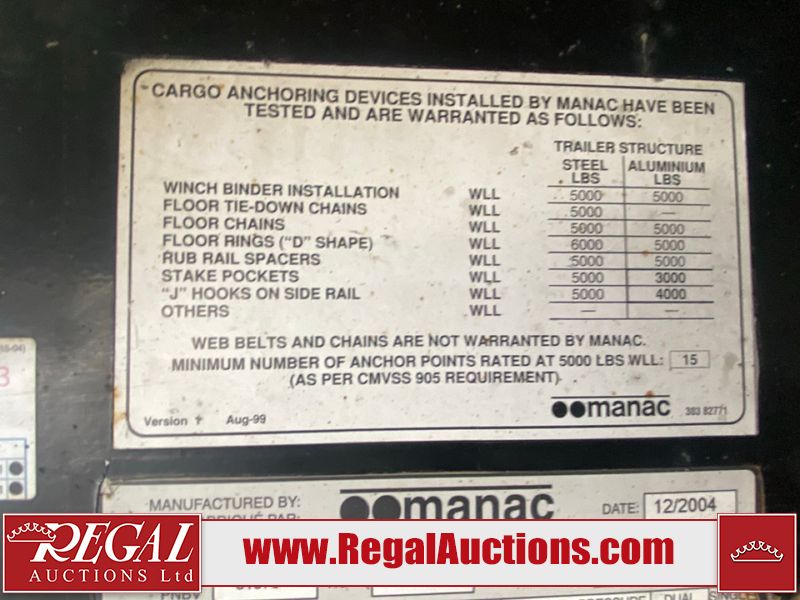 CARGO ANCHORING DEVICES INSTALLED BY MANAC HAVE BEEN
TESTED AND ARE WARRANTED AS FOLLOWS:
TRAILER STRUCTURE
STEEL ALUMINIUM
LBS LBS
WINCH BINDER INSTALLATION WLL 5000 5000
FLOOR TIE-DOWN CHAINS WLL 5000 —
FLOOR CHAINS WLL 5000 5000
FLOOR RINGS ("D" SHAPE) WLL 6000 5000
RUB RAIL SPACERS WLL 5000 5000
STAKE POCKETS WLL 5000 3000
"J" HOOKS ON SIDE RAIL WLL 5000 4000
OTHERS WLL — —
WEB BELTS AND CHAINS ARE NOT WARRANTED BY MANAC.
MINIMUM NUMBER OF ANCHOR POINTS RATED AT 5000 LBS WLL: 15
(AS PER CMVSS 905 REQUIREMENT)
Version 1 Aug-99 manac 383 827/1
MANUFACTURED BY: manac DATE: 12/2004
REGAL
AUCTIONS Ltd
www.RegalAuctions.com
DUAL